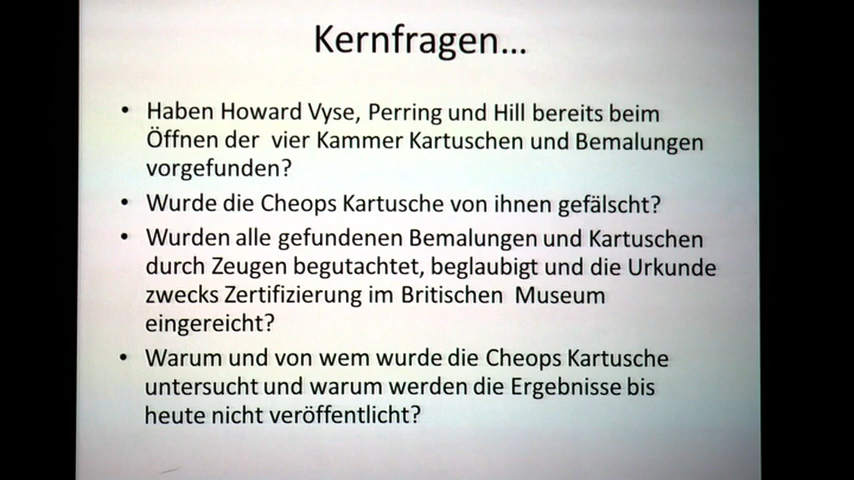 Kernfragen...
• Haben Howard Vyse, Perring und Hill bereits beim
Öffnen der vier Kammer Kartuschen und Bemalungen
vorgefunden?
• Wurde die Cheops Kartusche von ihnen gefälscht?
• Wurden alle gefundenen Bemalungen und Kartuschen
durch Zeugen begutachtet, beglaubigt und die Urkunde
zwecks Zertifizierung im Britischen Museum
eingereicht?
• Warum und von wem wurde die Cheops Kartusche
untersucht und warum werden die Ergebnisse bis
heute nicht veröffentlicht?